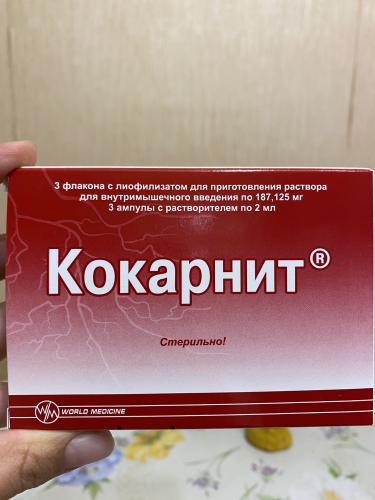 3 флакона с лиофилизатом для приготовления раствора
для внутримышечного введения по 187,125 мг
3 ампулы с растворителем по 2 мл
Кокарнит®
Стерильно!
WM WORLD MEDICINE